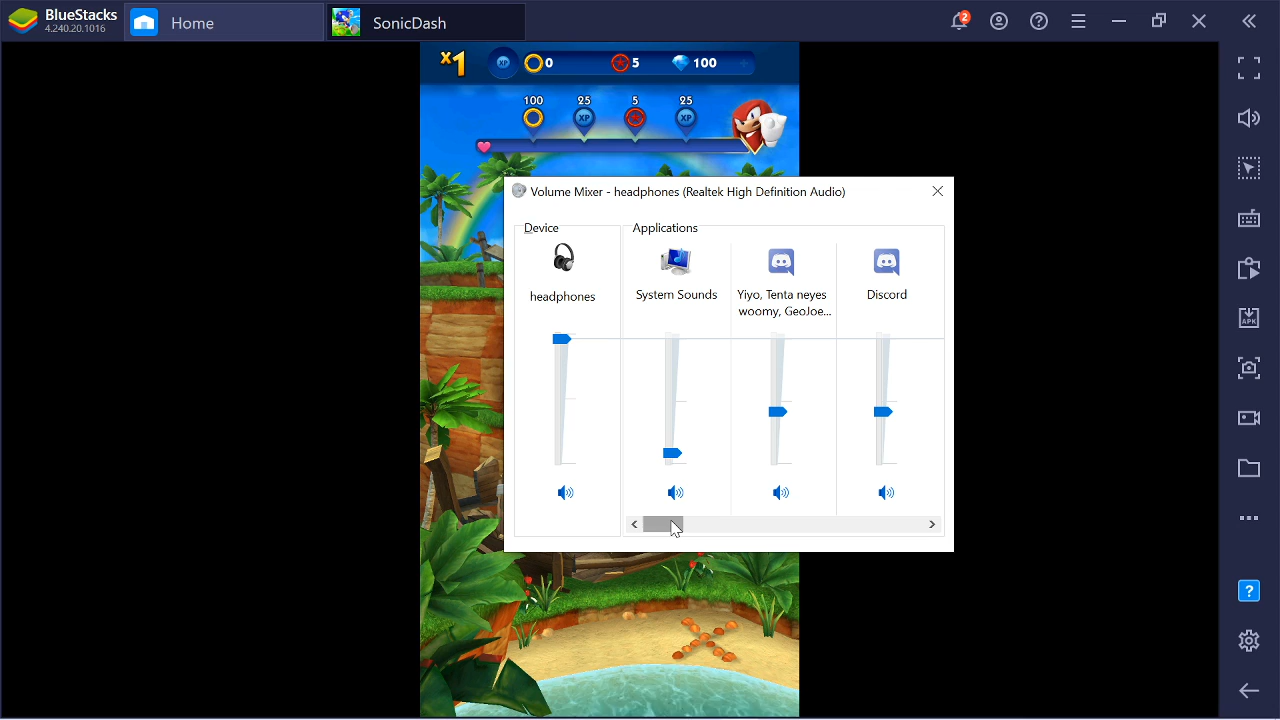 BlueStacks
4.240.20.1016
Home
SonicDash
2
x1
XP
0
5
100
100
25
5
25
XP
XP
Volume Mixer - headphones (Realtek High Definition Audio)
Device
Applications
headphones
System Sounds
Yiyo, Tenta neyes
woomy, GeoJoe...
Discord
APK
?